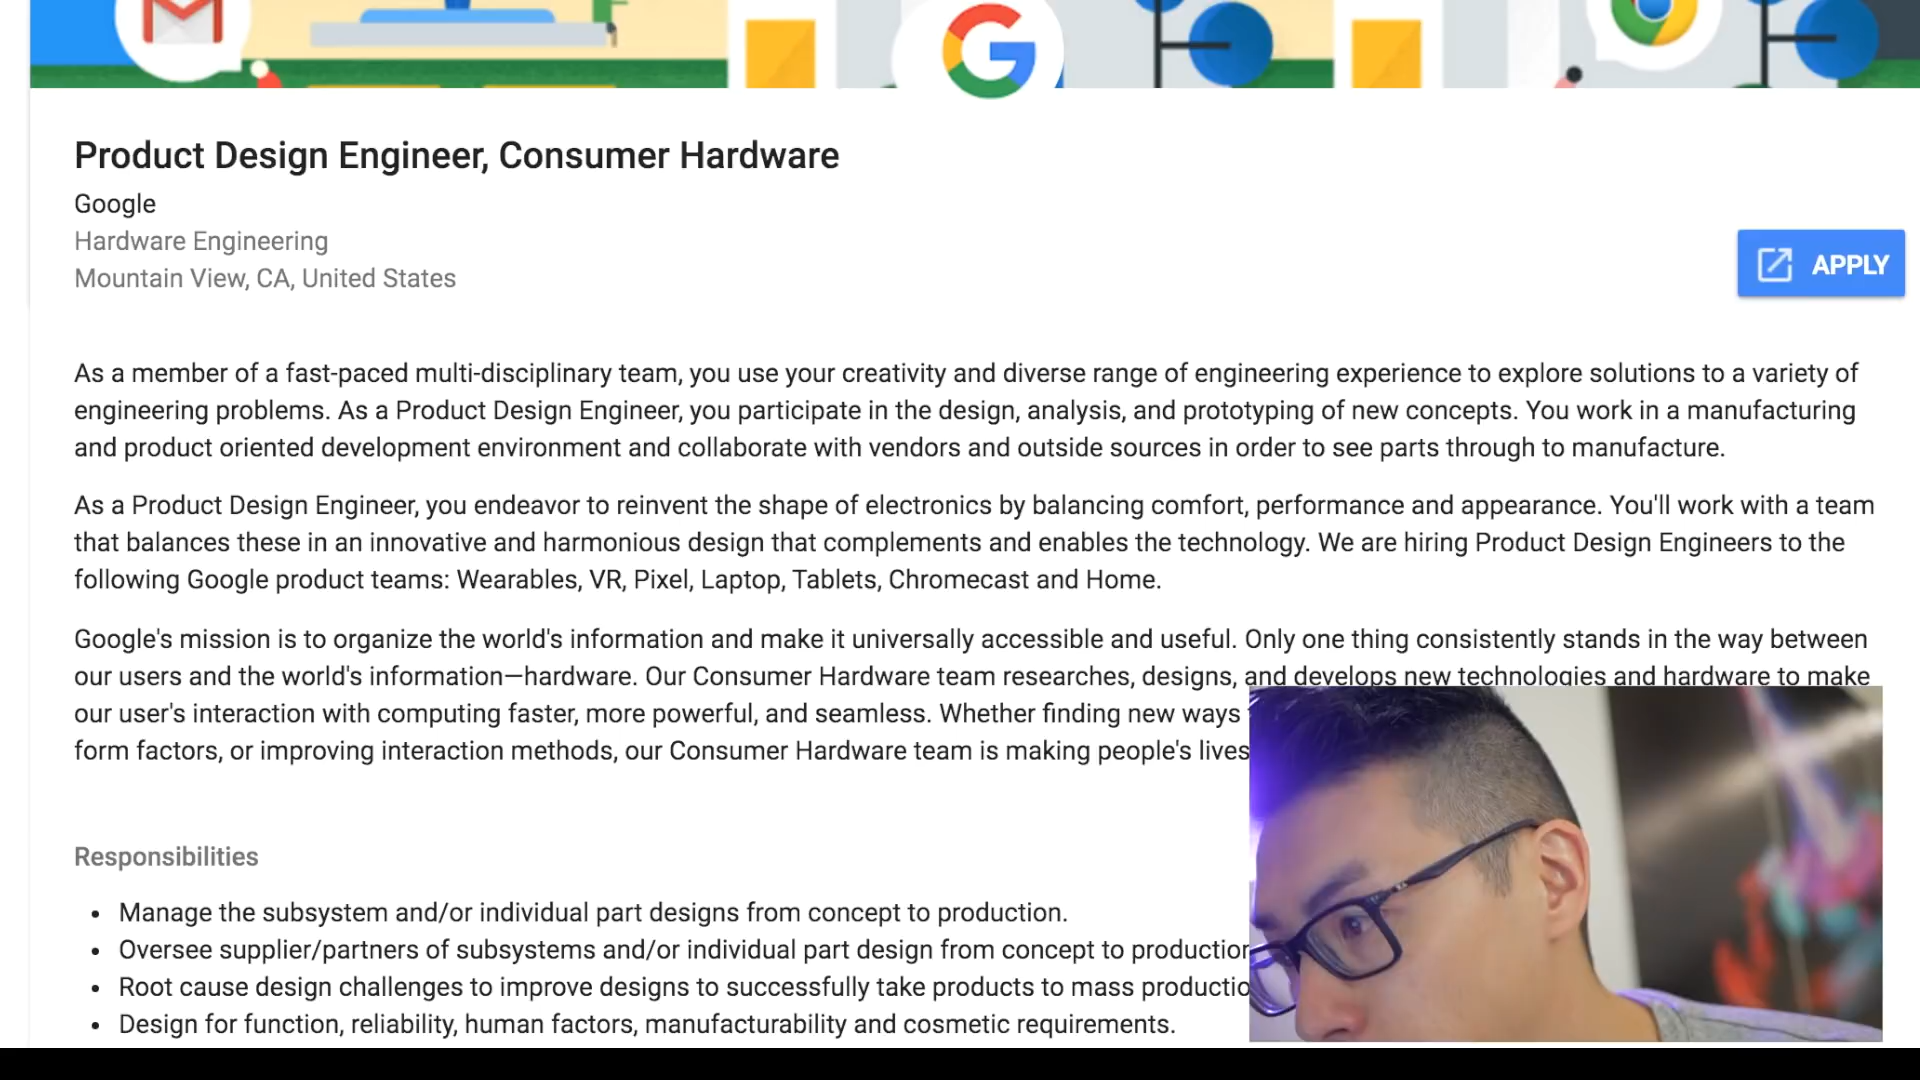 Product Design Engineer, Consumer Hardware
Google
Hardware Engineering
Mountain View, CA, United States
APPLY
As a member of a fast-paced multi-disciplinary team, you use your creativity and diverse range of engineering experience to explore solutions to a variety of
engineering problems. As a Product Design Engineer, you participate in the design, analysis, and prototyping of new concepts. You work in a manufacturing
and product oriented development environment and collaborate with vendors and outside sources in order to see parts through to manufacture.
As a Product Design Engineer, you endeavor to reinvent the shape of electronics by balancing comfort, performance and appearance. You'll work with a team
that balances these in an innovative and harmonious design that complements and enables the technology. We are hiring Product Design Engineers to the
following Google product teams: Wearables, VR, Pixel, Laptop, Tablets, Chromecast and Home.
Google's mission is to organize the world's information and make it universally accessible and useful. Only one thing consistently stands in the way between
our users and the world's information—hardware. Our Consumer Hardware team researches, designs, and develops new technologies and hardware to make
our user's interaction with computing faster, more powerful, and seamless. Whether finding new ways
form factors, or improving interaction methods, our Consumer Hardware team is making people's lives
Responsibilities
• Manage the subsystem and/or individual part designs from concept to production.
• Oversee supplier/partners of subsystems and/or individual part design from concept to production
• Root cause design challenges to improve designs to successfully take products to mass productio
• Design for function, reliability, human factors, manufacturability and cosmetic requirements.